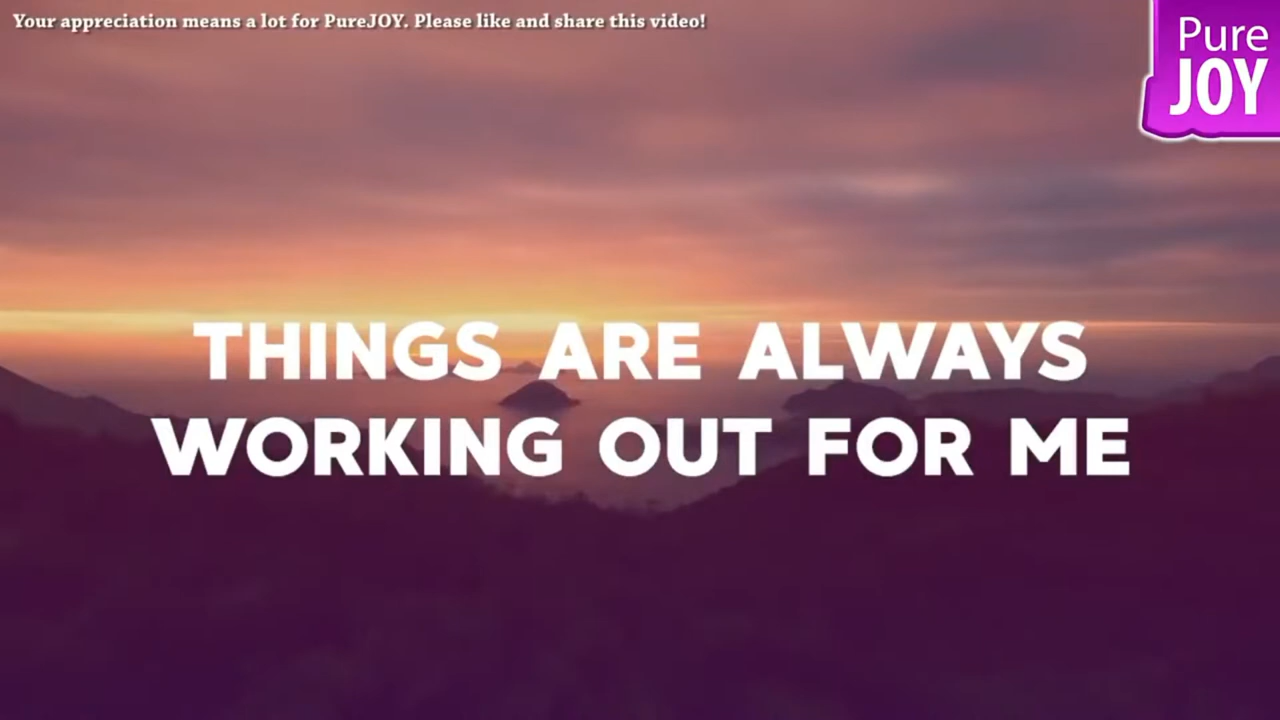 Your appreciation means a lot for PureJOY. Please like and share this video!
Pure
JOY
THINGS ARE ALWAYS
WORKING OUT FOR ME